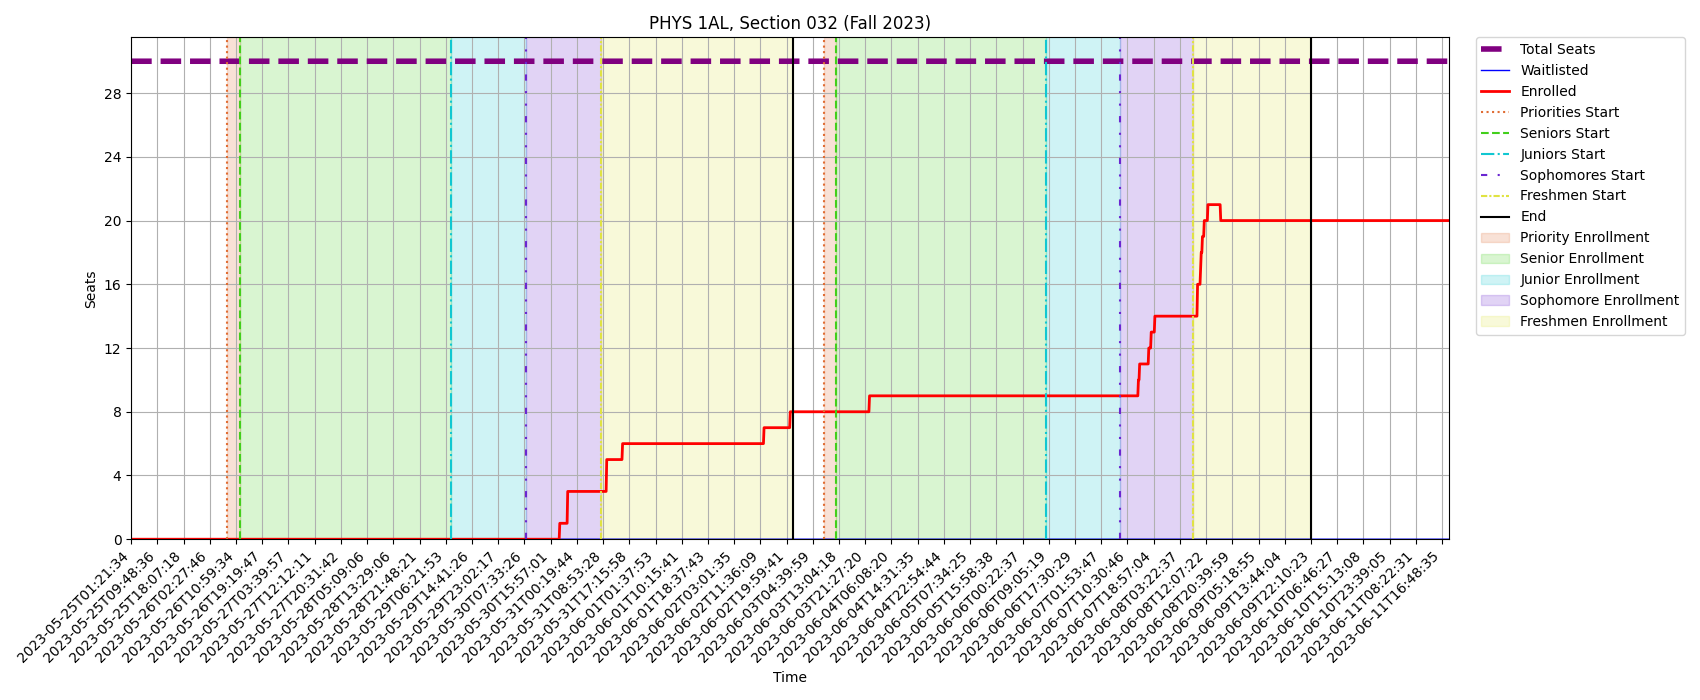 PHYS 1AL, Section 032 (Fall 2023)
Total Seats
Waitlisted
Enrolled
Priorities Start
Seniors Start
Juniors Start
Sophomores Start
Freshmen Start
End
Priority Enrollment
Senior Enrollment
Junior Enrollment
Sophomore Enrollment
Freshmen Enrollment
Seats
28
24
20
16
12
8
4
0
2023-05-25T01:21:34
2023-05-25T09:48:36
2023-05-25T18:07:18
2023-05-26T02:27:46
2023-05-26T10:59:34
2023-05-26T19:19:47
2023-05-27T03:39:57
2023-05-27T12:12:11
2023-05-27T20:31:42
2023-05-28T05:09:06
2023-05-28T13:29:06
2023-05-28T21:48:21
2023-05-29T06:21:53
2023-05-29T14:41:26
2023-05-29T23:02:17
2023-05-30T07:33:26
2023-05-30T15:57:01
2023-05-31T00:19:44
2023-05-31T08:53:28
2023-05-31T17:15:58
2023-06-01T01:37:53
2023-06-01T10:15:41
2023-06-01T18:37:43
2023-06-02T03:01:35
2023-06-02T11:36:09
2023-06-02T19:59:41
2023-06-03T04:39:59
2023-06-03T13:04:18
2023-06-03T21:27:20
2023-06-04T06:08:20
2023-06-04T14:31:35
2023-06-04T22:54:44
2023-06-05T07:34:25
2023-06-05T15:58:38
2023-06-06T00:22:37
2023-06-06T09:05:19
2023-06-06T17:30:29
2023-06-07T01:53:47
2023-06-07T10:30:46
2023-06-07T18:57:04
2023-06-08T03:22:37
2023-06-08T12:07:22
2023-06-08T20:39:59
2023-06-09T05:18:55
2023-06-09T13:44:04
2023-06-09T22:10:23
2023-06-10T06:46:27
2023-06-10T15:13:08
2023-06-10T23:39:05
2023-06-11T08:22:31
2023-06-11T16:48:35
Time